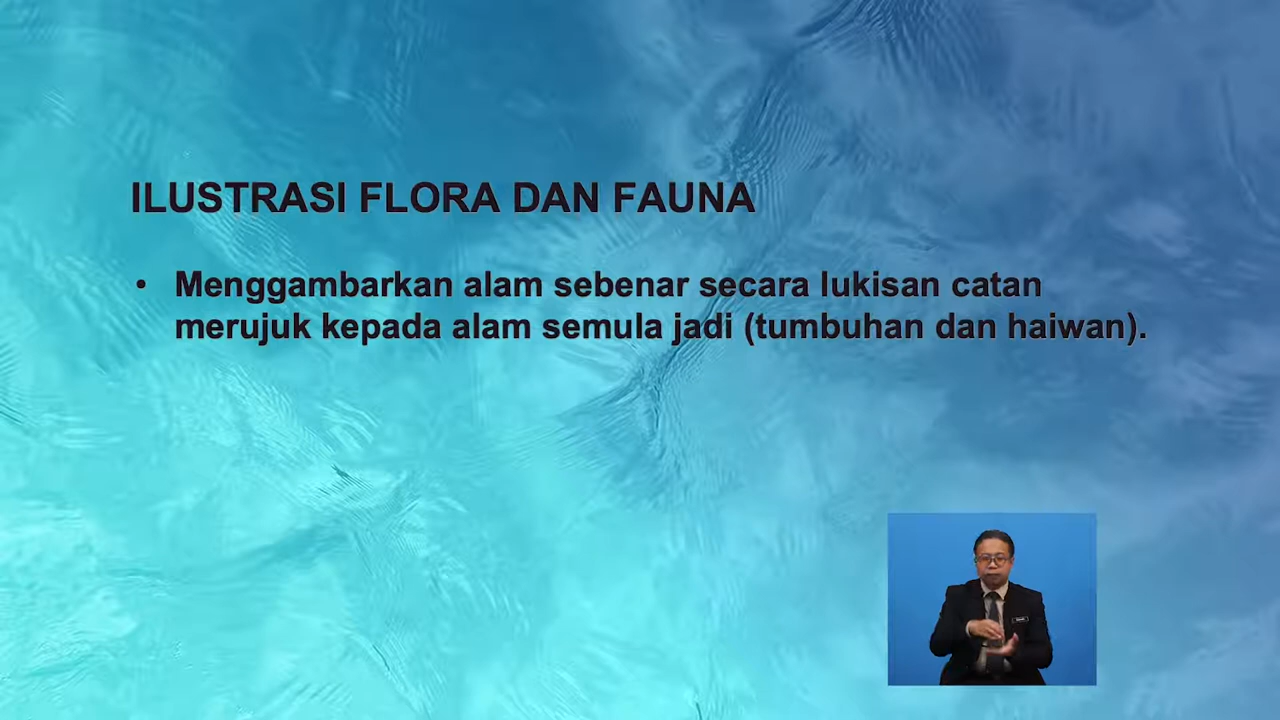 ILUSTRASI FLORA DAN FAUNA
• Menggambarkan alam sebenar secara lukisan catan
merujuk kepada alam semula jadi (tumbuhan dan haiwan).